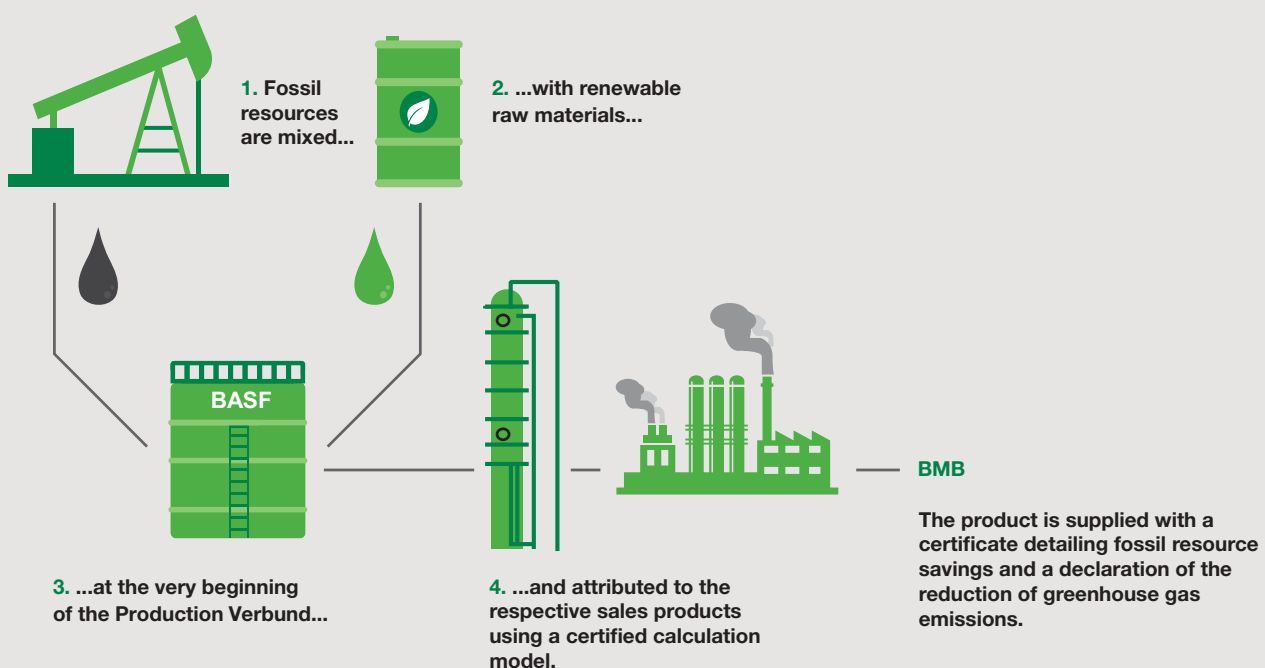 1. Fossil
resources
are mixed...
2. ...with renewable
raw materials...
BASF
3. ...at the very beginning
of the Production Verbund...
4. ...and attributed to the
respective sales products
using a certified calculation
model.
BMB
The product is supplied with a
certificate detailing fossil resource
savings and a declaration of the
reduction of greenhouse gas
emissions.